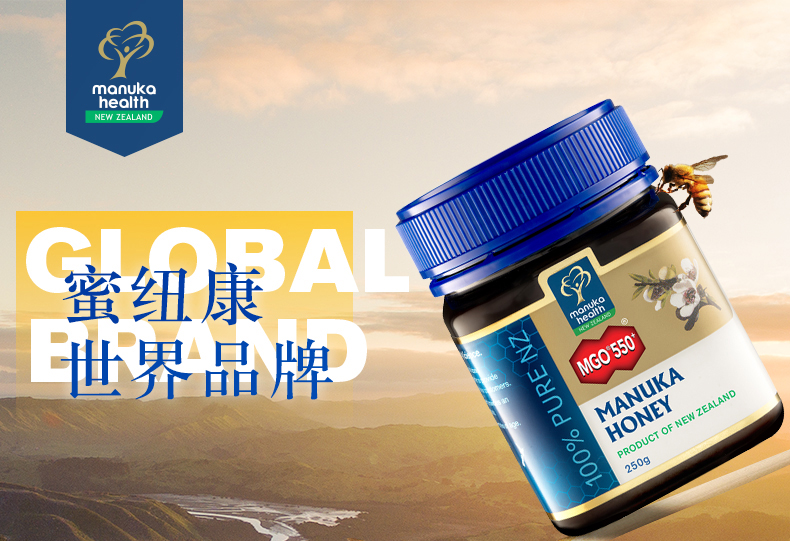 manuka
health
NEW ZEALAND
GLOBAL
BRAND
蜜纽康
世界品牌
manuka
health
NEW ZEALAND
MGO® 550+
®
100% PURE NZ
MANUKA
HONEY
PRODUCT OF NEW ZEALAND
250g